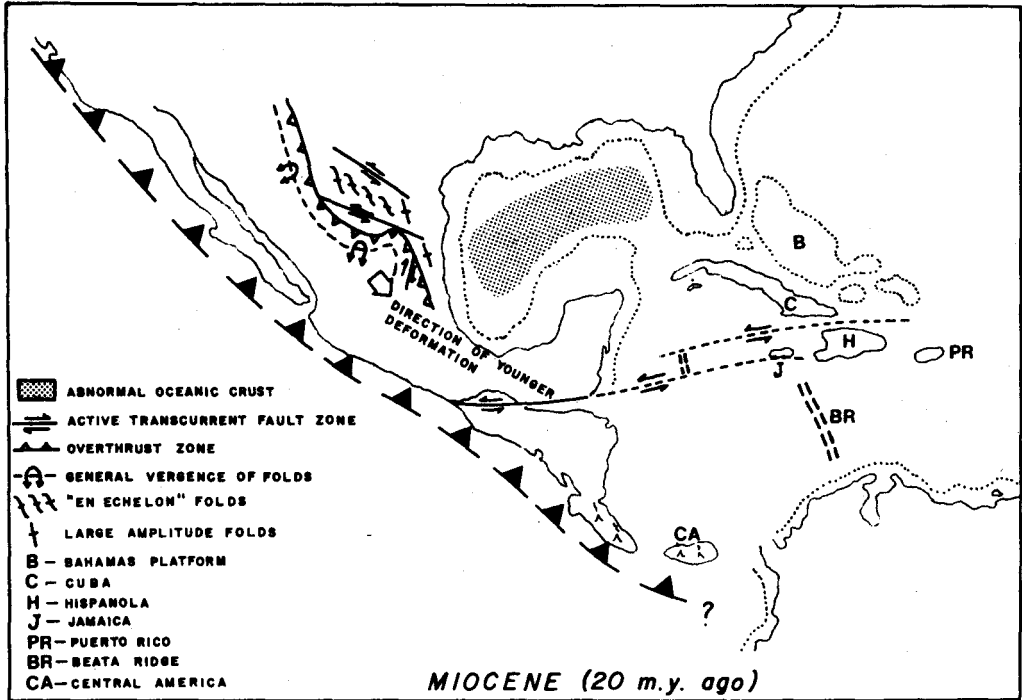 B
C
H
PR
J
BR
CA
?
DIRECTION OF YOUNGER
DEFORMATION
ABNORMAL OCEANIC CRUST
ACTIVE TRANSCURRENT FAULT ZONE
OVERTHRUST ZONE
GENERAL VERGENCE OF FOLDS
"EN ECHELON" FOLDS
LARGE AMPLITUDE FOLDS
B — BAHAMAS PLATFORM
C — CUBA
H — HISPANOLA
J — JAMAICA
PR — PUERTO RICO
BR — BEATA RIDGE
CA — CENTRAL AMERICA
MIOCENE (20 m.y. ago)